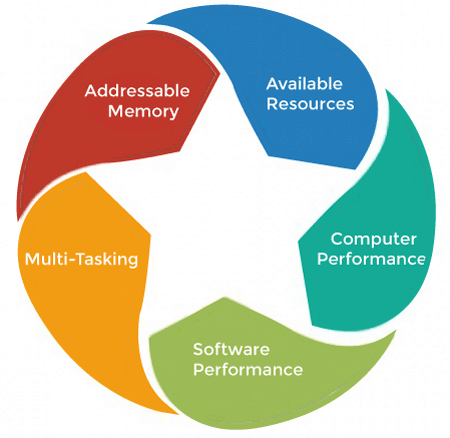 Addressable
Memory
Available
Resources
Computer
Performance
Software
Performance
Multi-Tasking